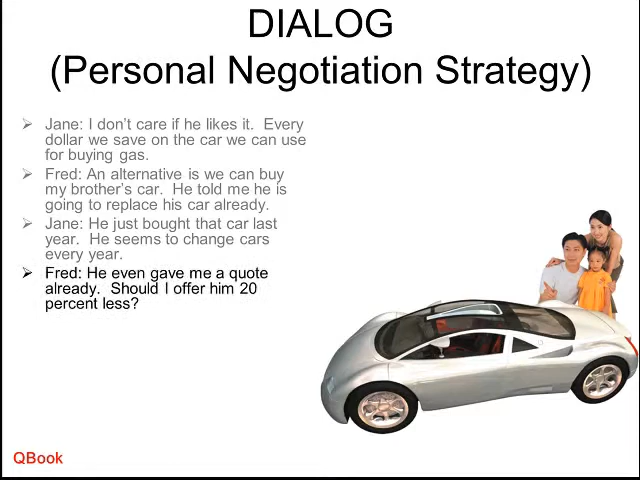 DIALOG
(Personal Negotiation Strategy)
Jane: I don't care if he likes it.  Every
dollar we save on the car we can use
for buying gas.
Fred: An alternative is we can buy
my brother's car.  He told me he is
going to replace his car already.
Jane: He just bought that car last
year.  He seems to change cars
every year.
Fred: He even gave me a quote
already.  Should I offer him 20
percent less?
QBook